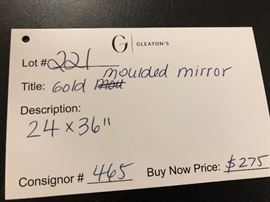 G | GLEATON'S
Lot # 221
Title: Gold moulded mirror
Description:
24 x 36"
Consignor # 465 Buy Now Price: $275